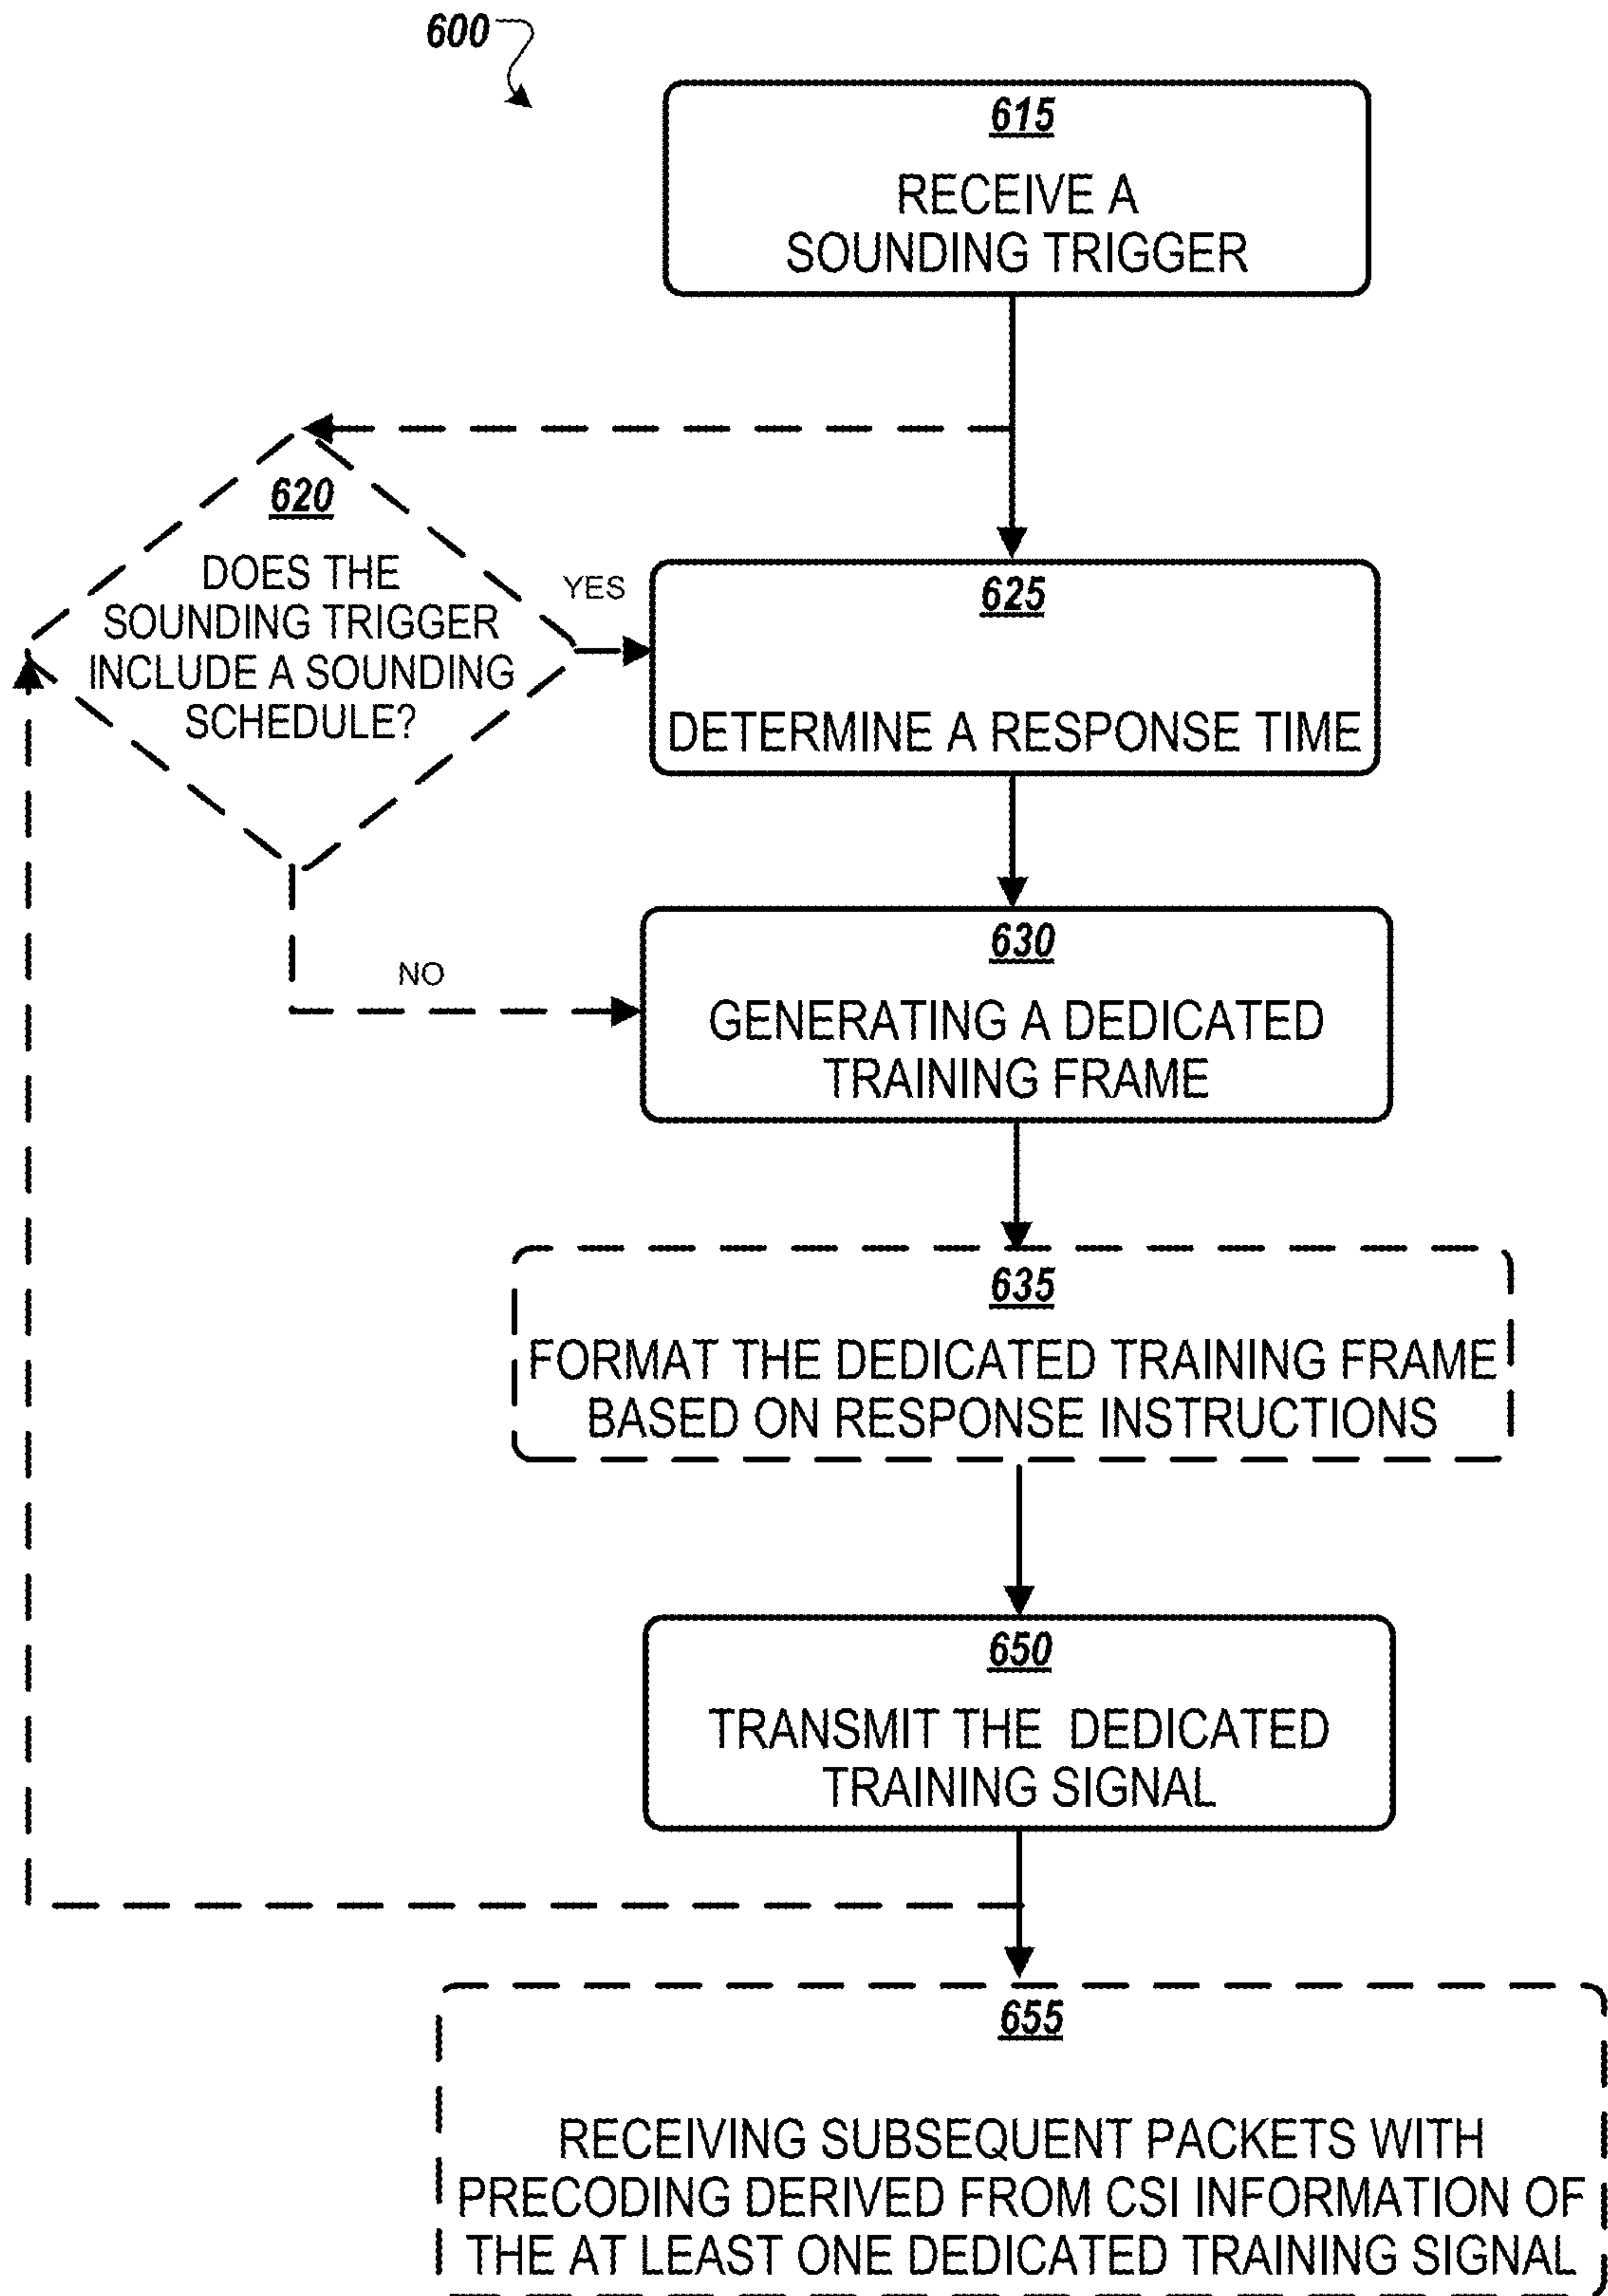 600
615
RECEIVE A
SOUNDING TRIGGER
620
DOES THE
SOUNDING TRIGGER
INCLUDE A SOUNDING
SCHEDULE?
YES
625
DETERMINE A RESPONSE TIME
NO
630
GENERATING A DEDICATED
TRAINING FRAME
635
FORMAT THE DEDICATED TRAINING FRAME
BASED ON RESPONSE INSTRUCTIONS
650
TRANSMIT THE DEDICATED
TRAINING SIGNAL
655
RECEIVING SUBSEQUENT PACKETS WITH
PRECODING DERIVED FROM CSI INFORMATION OF
THE AT LEAST ONE DEDICATED TRAINING SIGNAL